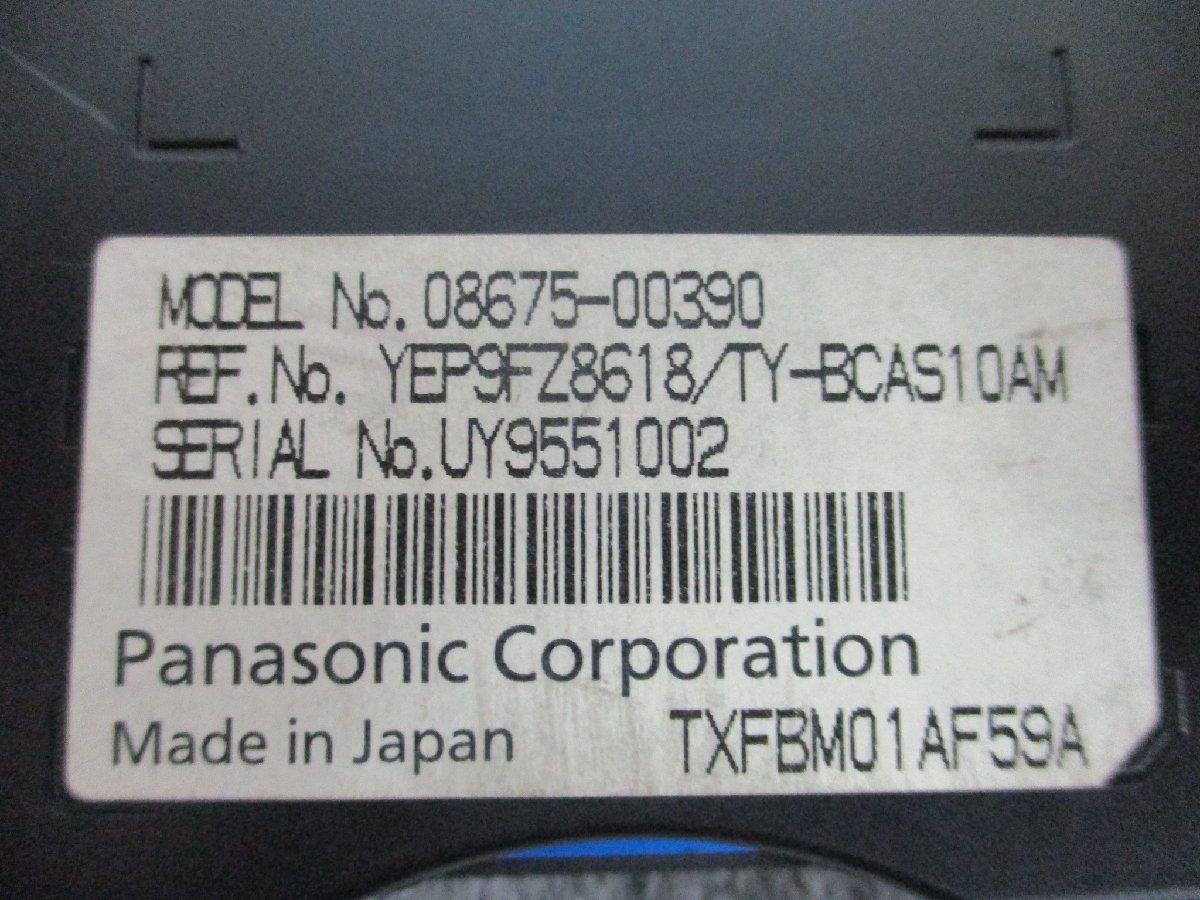 MODEL No.08675-00390
REF.No. YEP9FZ8618/TY-BCAS10AM
SERIAL No.UY9551002
Panasonic Corporation
Made in Japan TXFBM01AF59A